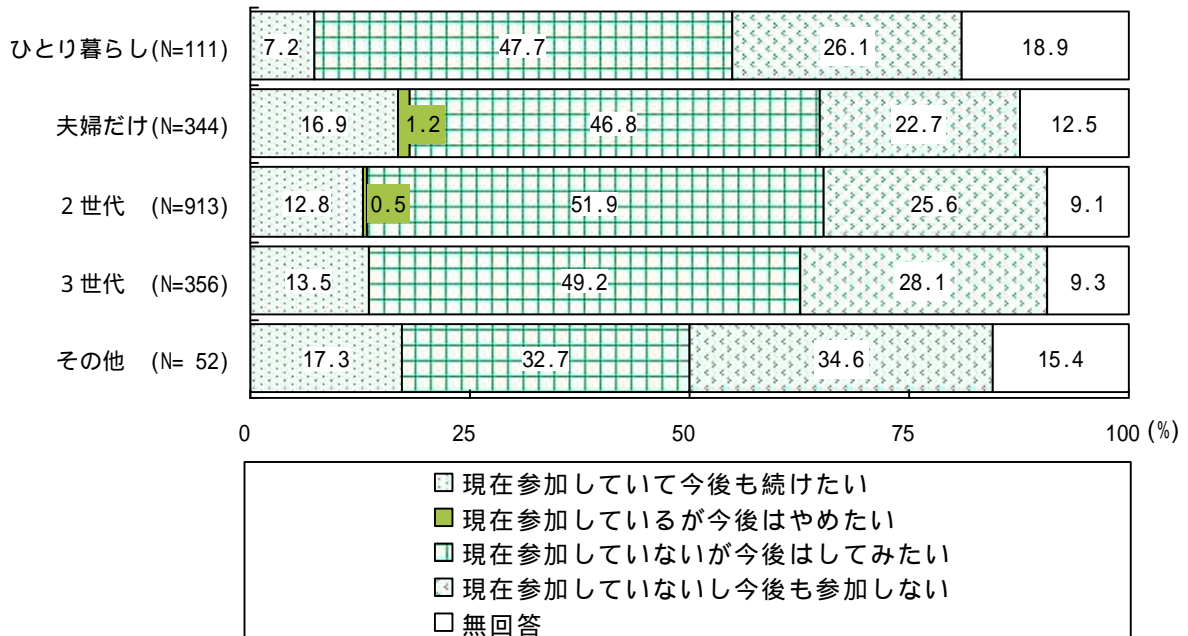 ひとり暮らし(N=111) 7.2 47.7 26.1 18.9
夫婦だけ(N=344) 16.9 1.2 46.8 22.7 12.5
2世代 (N=913) 12.8 0.5 51.9 25.6 9.1
3世代 (N=356) 13.5 49.2 28.1 9.3
その他 (N= 52) 17.3 32.7 34.6 15.4
0 25 50 75 100 (%)
現在参加していて今後も続けたい
現在参加しているが今後はやめたい
現在参加していないが今後はしてみたい
現在参加していないし今後も参加しない
無回答